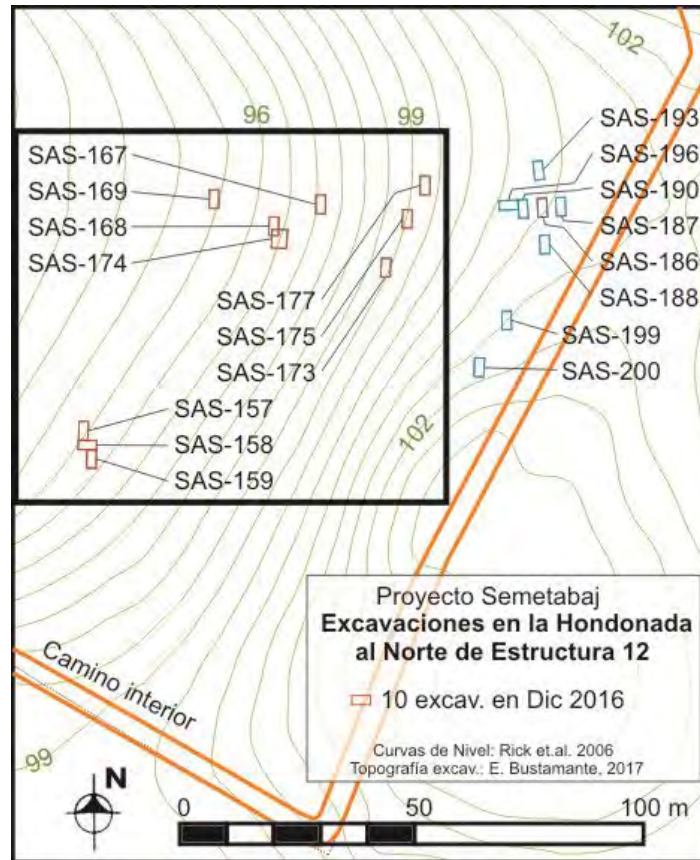 102
96
99
SAS-193
SAS-196
SAS-190
SAS-187
SAS-186
SAS-188
SAS-199
SAS-200
SAS-167
SAS-169
SAS-168
SAS-174
SAS-177
SAS-175
SAS-173
SAS-157
SAS-158
SAS-159
102
Camino interior
99
N
Proyecto Semetabaj
Excavaciones en la Hondonada
al Norte de Estructura 12
10 excav. en Dic 2016
Curvas de Nivel: Rick et.al. 2006
Topografía excav.: E. Bustamante, 2017
0 50 100 m